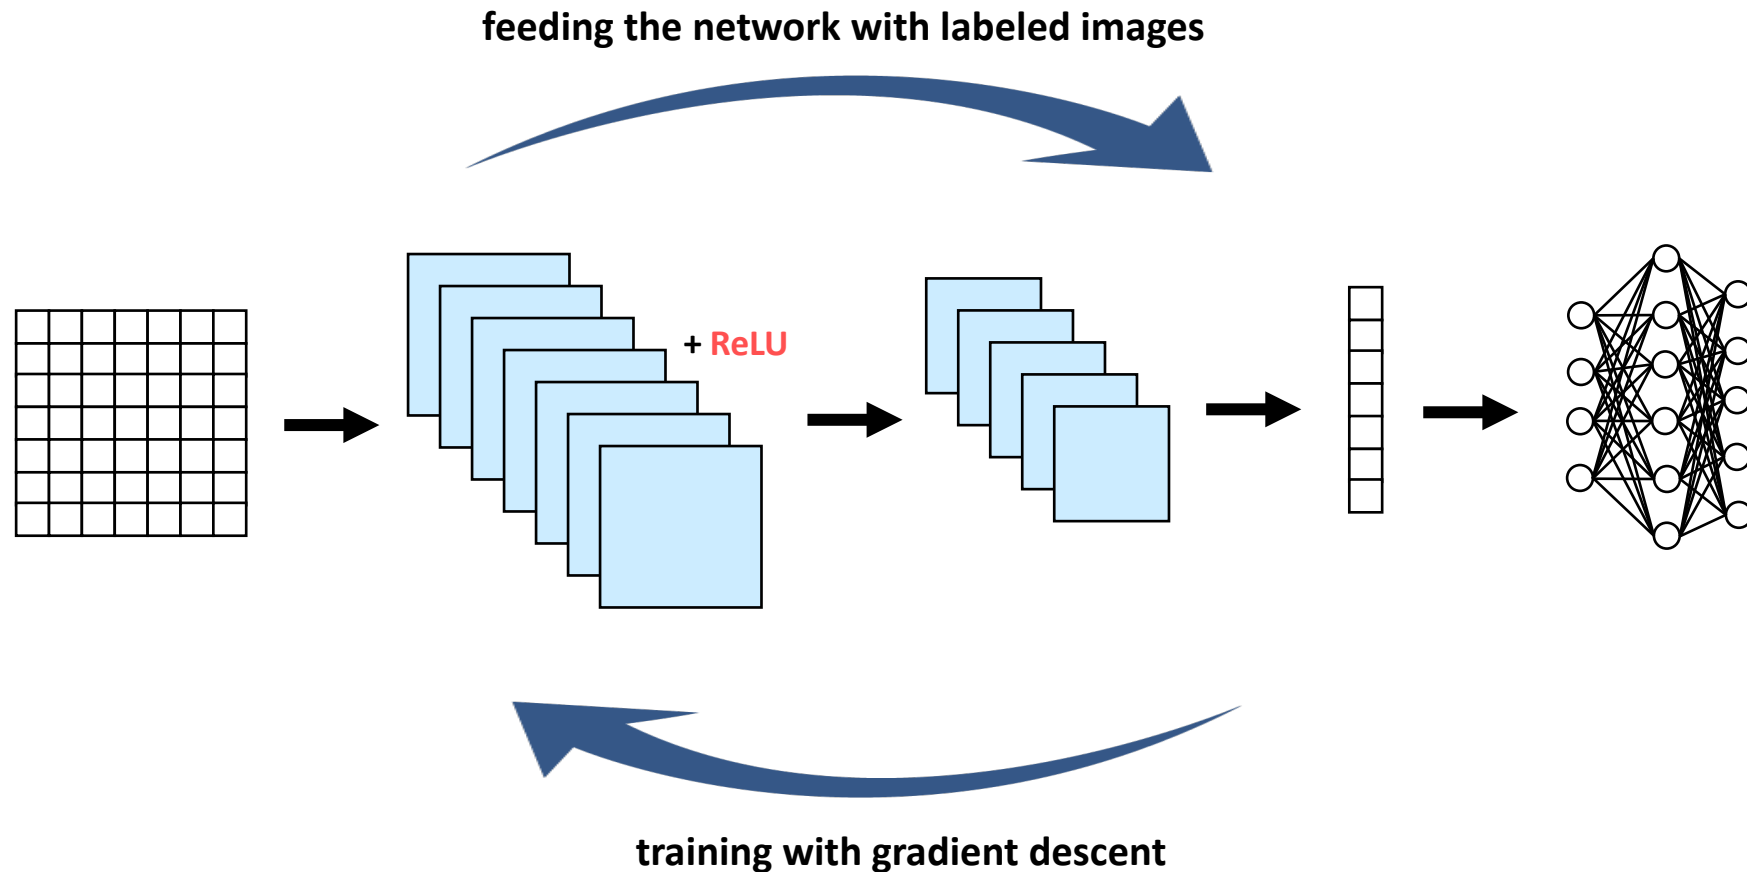 feeding the network with labeled images
+ ReLU
training with gradient descent